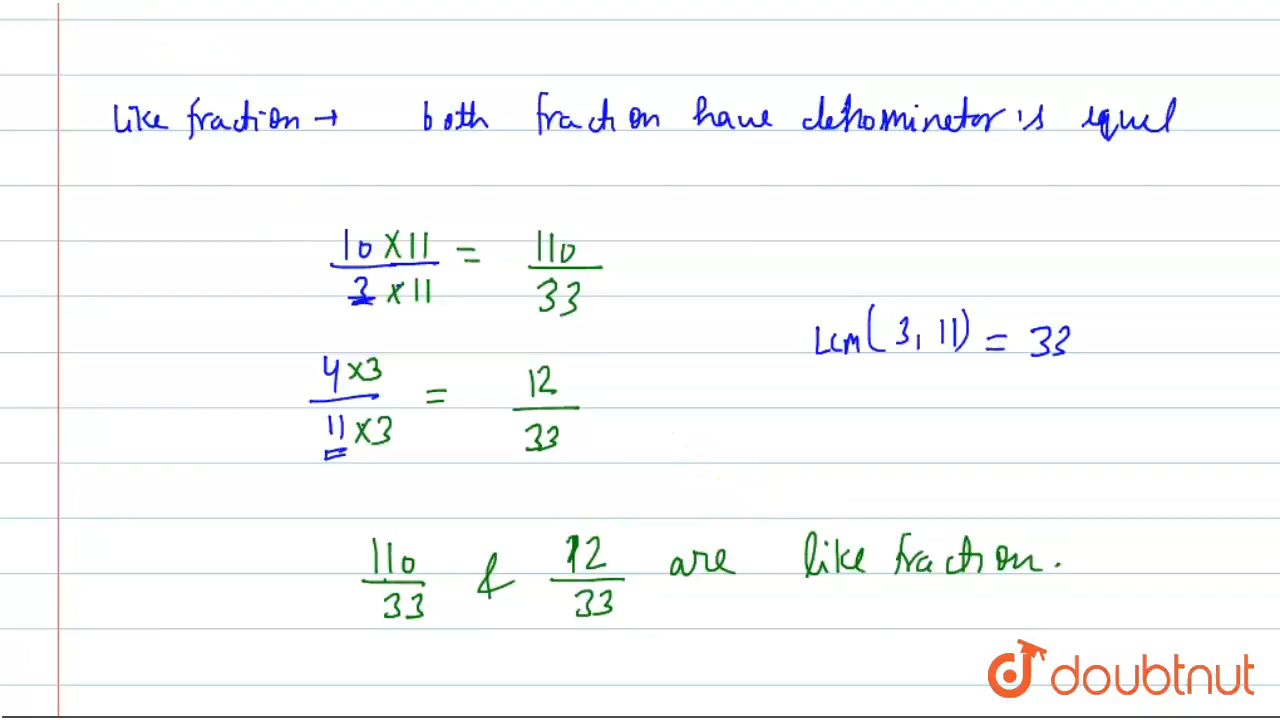 Like fraction → both fraction have denominator is equal
10 × 11 / 3 × 11 = 110 / 33
LCM(3, 11) = 33
4 × 3 / 11 × 3 = 12 / 33
110 / 33 & 12 / 33 are like fraction.
doubtnut